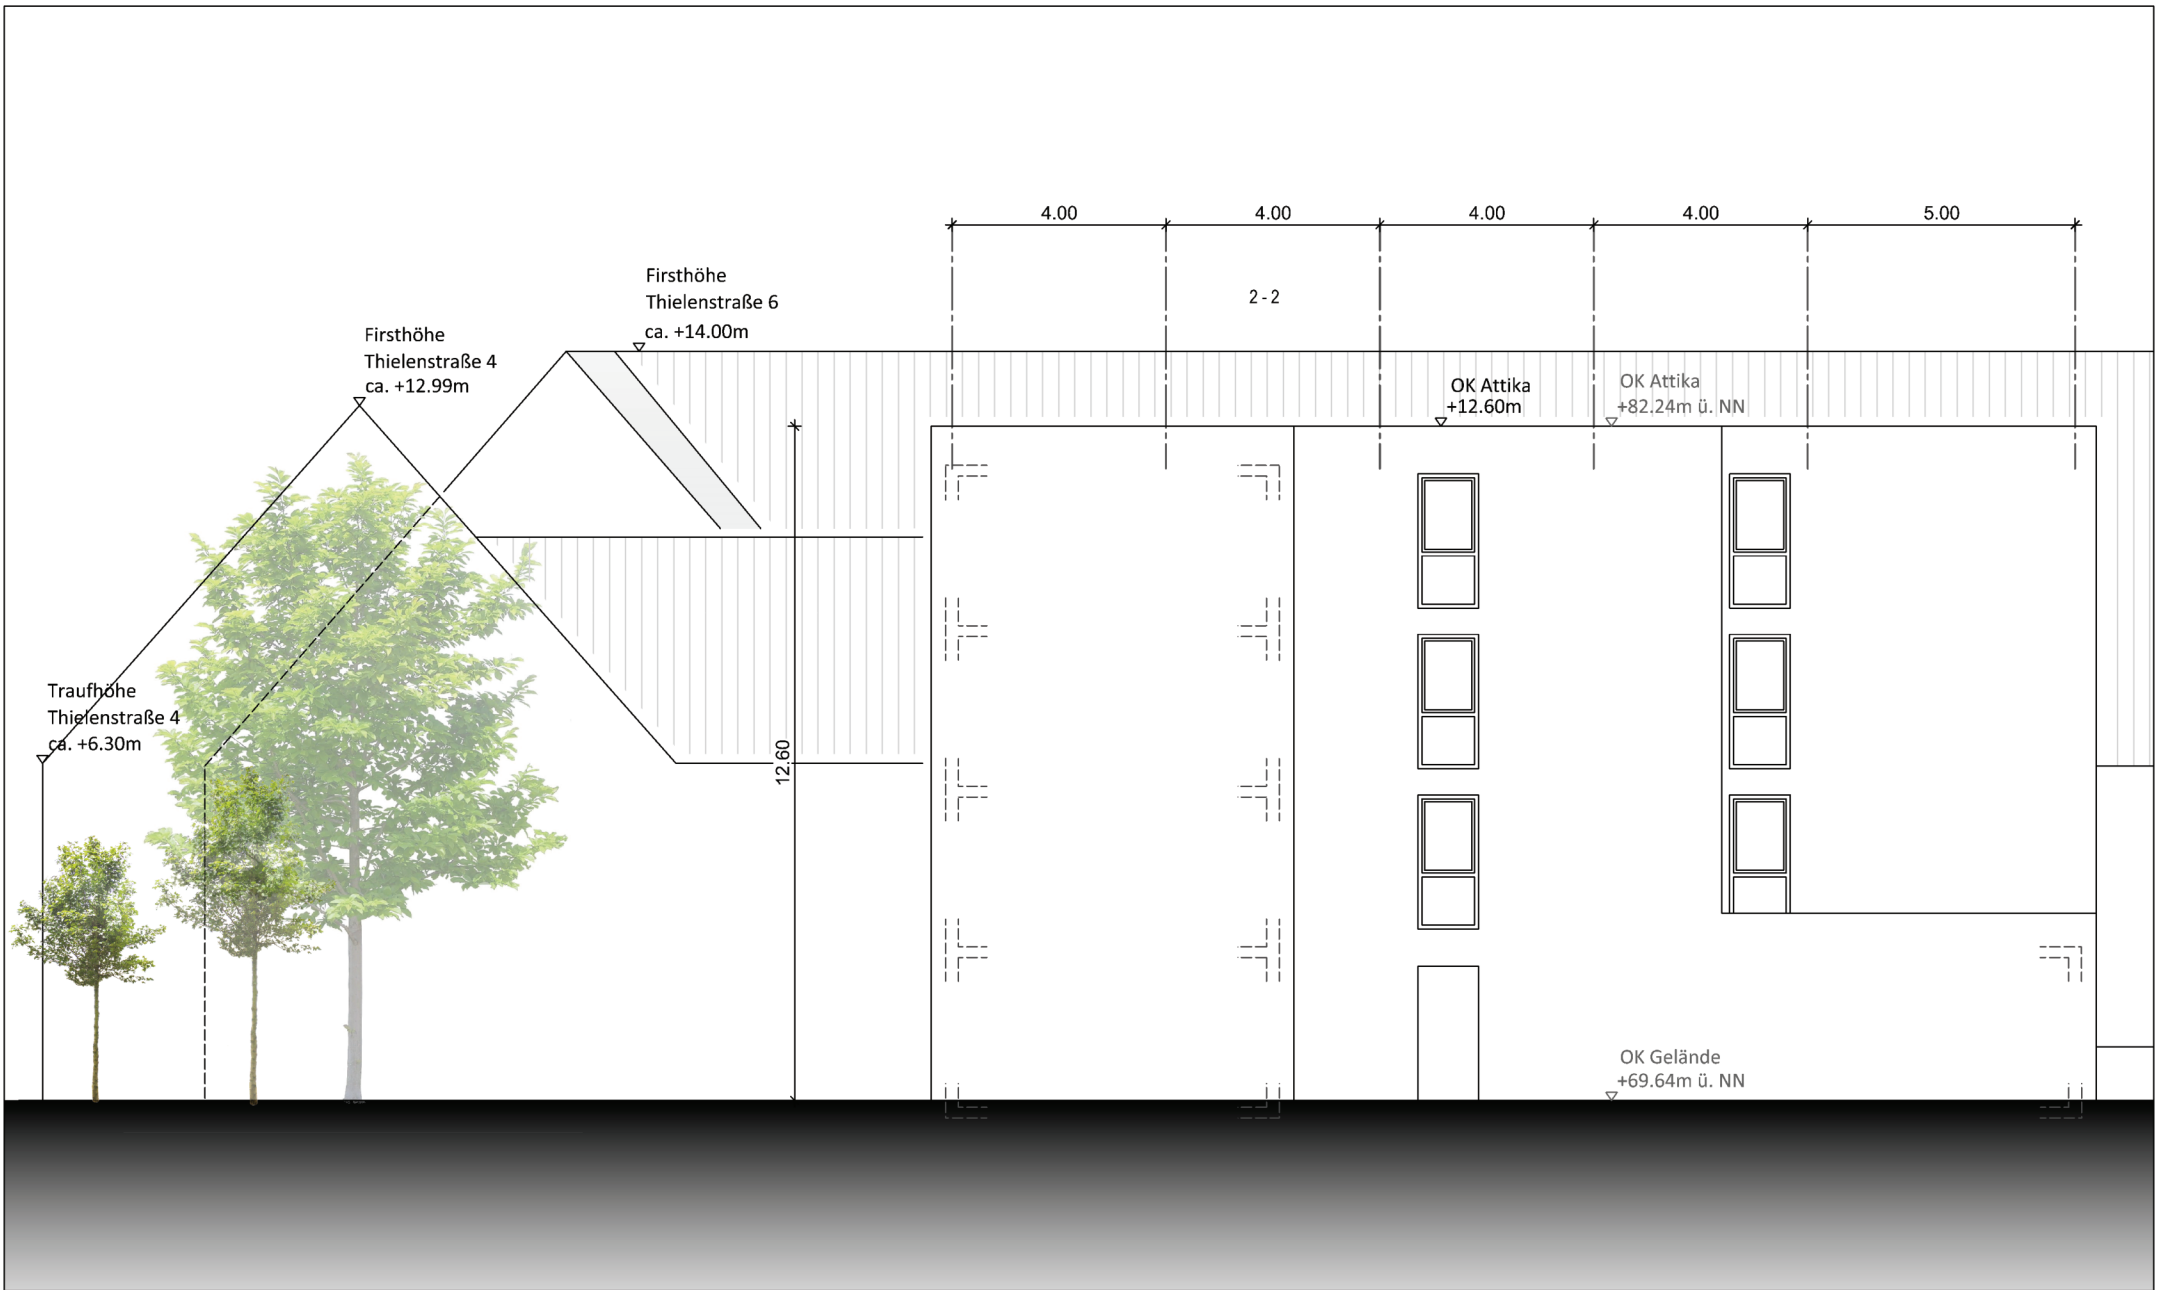 4.00
4.00
4.00
4.00
5.00
Firsthöhe
Thielenstraße 6
ca. +14.00m
2 - 2
Firsthöhe
Thielenstraße 4
ca. +12.99m
OK Attika
+12.60m
OK Attika
+82.24m ü. NN
Traufhöhe
Thielenstraße 4
ca. +6.30m
12.60
OK Gelände
+69.64m ü. NN